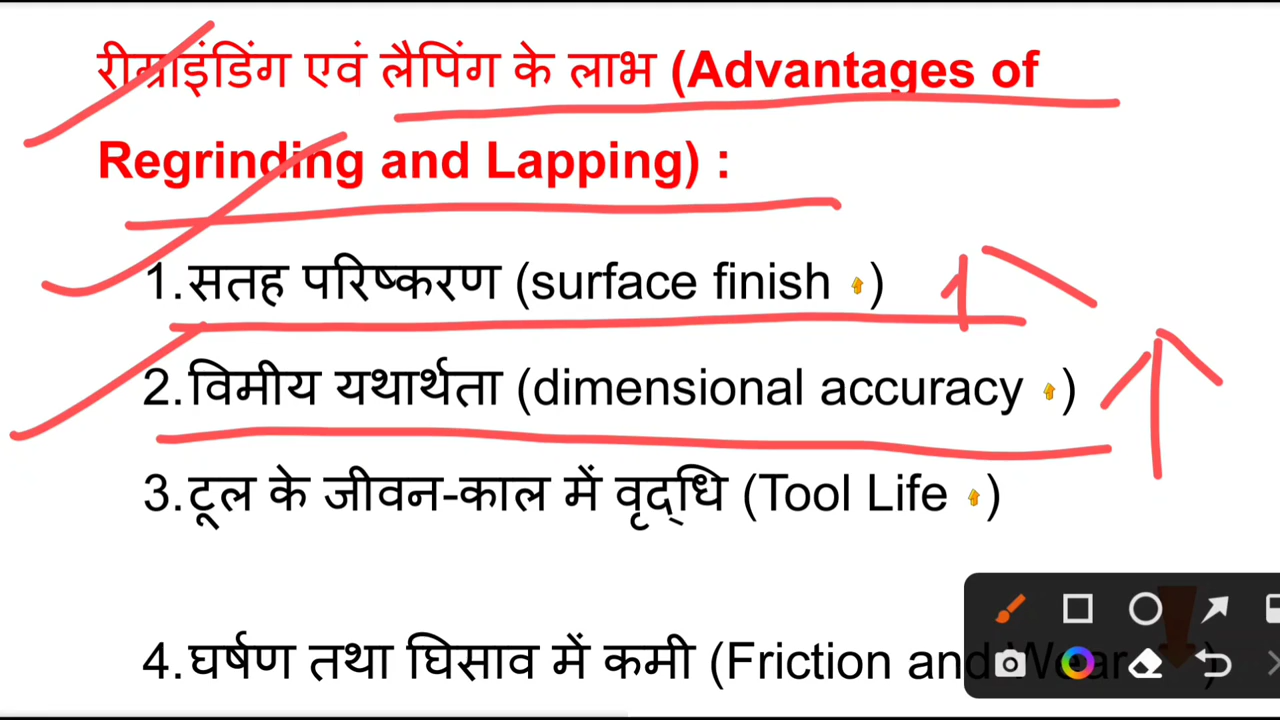 रीग्राइंडिंग एवं लैपिंग के लाभ (Advantages of
Regrinding and Lapping) :
1.सतह परिष्करण (surface finish ⬆)
2.विमीय यथार्थता (dimensional accuracy ⬆)
3.टूल के जीवन-काल में वृद्धि (Tool Life ⬆)
4.घर्षण तथा घिसाव में कमी (Friction and Wear ⬇)